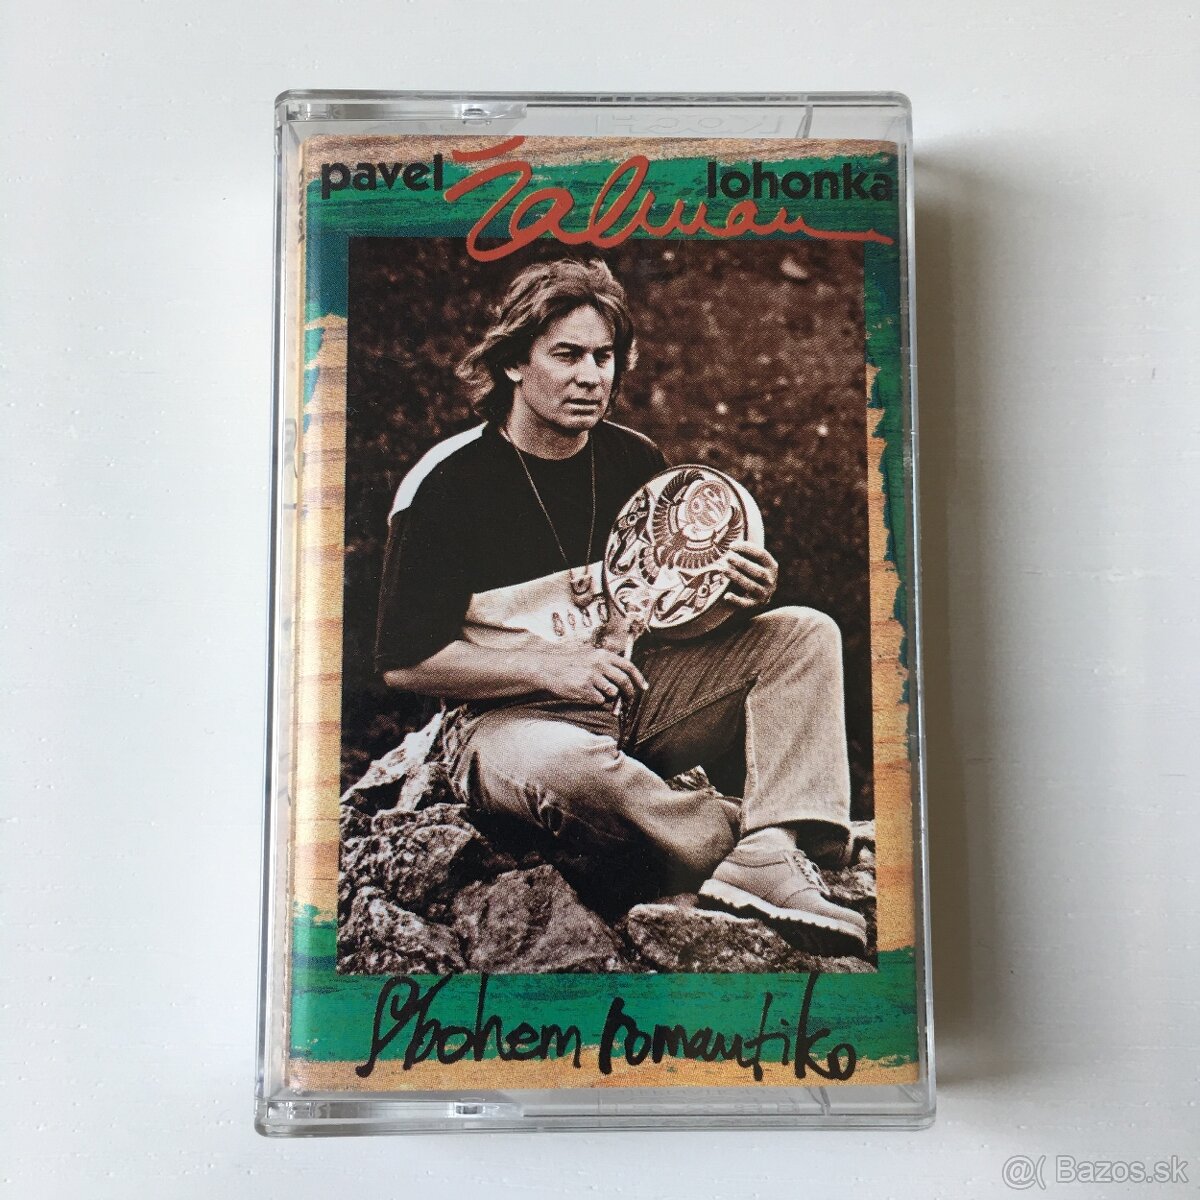 pavel Žalman lohonka
Sbohem romantiko
@( Bazos.sk